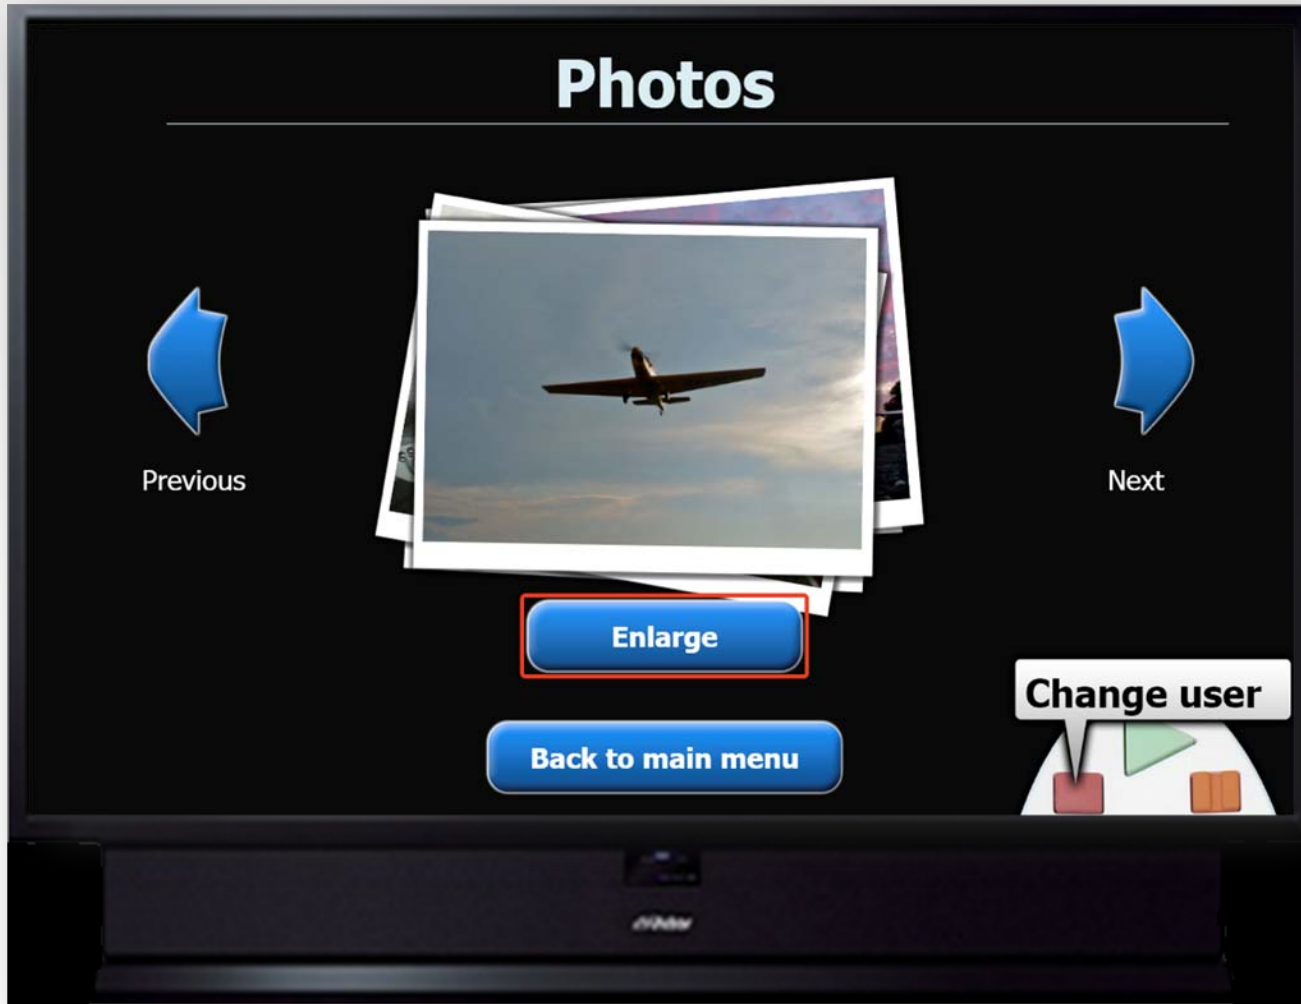 Photos
Previous
Next
Enlarge
Change user
Back to main menu